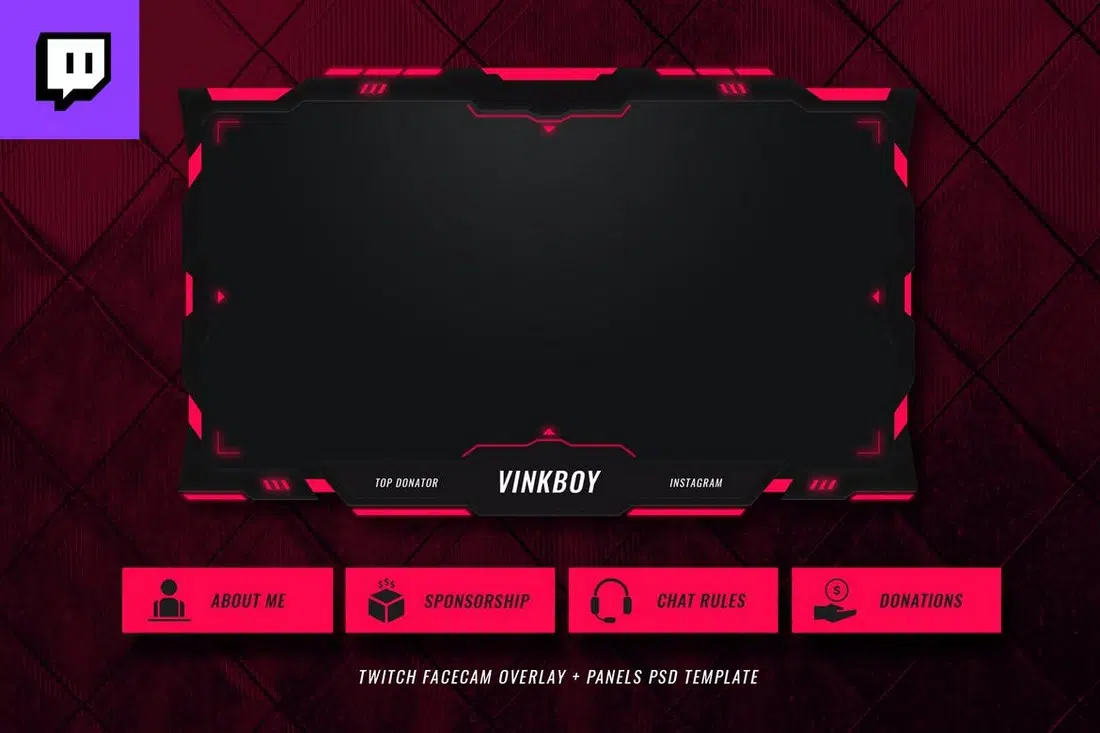 TOP DONATOR
VINKBOY
INSTAGRAM
$$$
$
ABOUT ME
SPONSORSHIP
CHAT RULES
DONATIONS
TWITCH FACECAM OVERLAY + PANELS PSD TEMPLATE